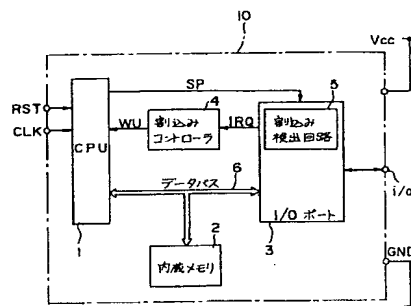 10
Vcc
SP
5
4
RST
WU
割込み
コントローラ
IRQ
割込み
検出回路
CLK
CPU
データバス
6
i/o
I/O ポート
1
2
3
内蔵メモリ
GND